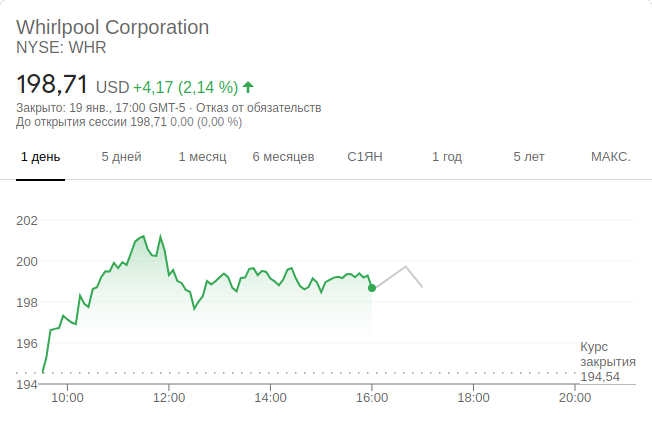 Whirlpool Corporation
NYSE: WHR
198,71 USD +4,17 (2,14 %)
Закрыто: 19 янв., 17:00 GMT-5 · Отказ от обязательств
До открытия сессии 198,71 0,00 (0,00 %)
1 день 5 дней 1 месяц 6 месяцев С1ЯН 1 год 5 лет МАКС.
202
200
198
196
Курс
закрытия
194,54
194
10:00 12:00 14:00 16:00 18:00 20:00